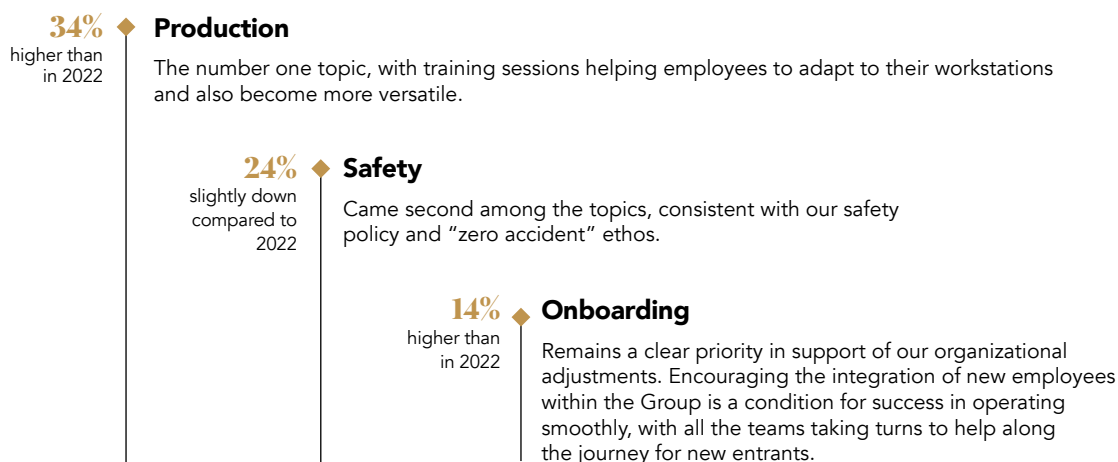 34%
higher than
in 2022
Production
The number one topic, with training sessions helping employees to adapt to their workstations
and also become more versatile.
24%
slightly down
compared to
2022
Safety
Came second among the topics, consistent with our safety
policy and “zero accident” ethos.
14%
higher than
in 2022
Onboarding
Remains a clear priority in support of our organizational
adjustments. Encouraging the integration of new employees
within the Group is a condition for success in operating
smoothly, with all the teams taking turns to help along
the journey for new entrants.